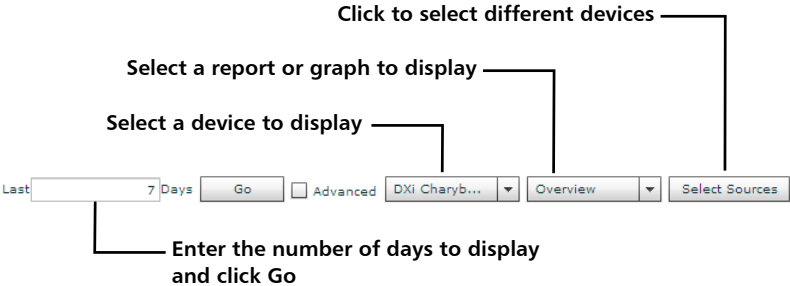 Click to select different devices
Select a report or graph to display
Select a device to display
Last 7 Days Go Advanced DXi Charyb... Overview Select Sources
Enter the number of days to display
and click Go